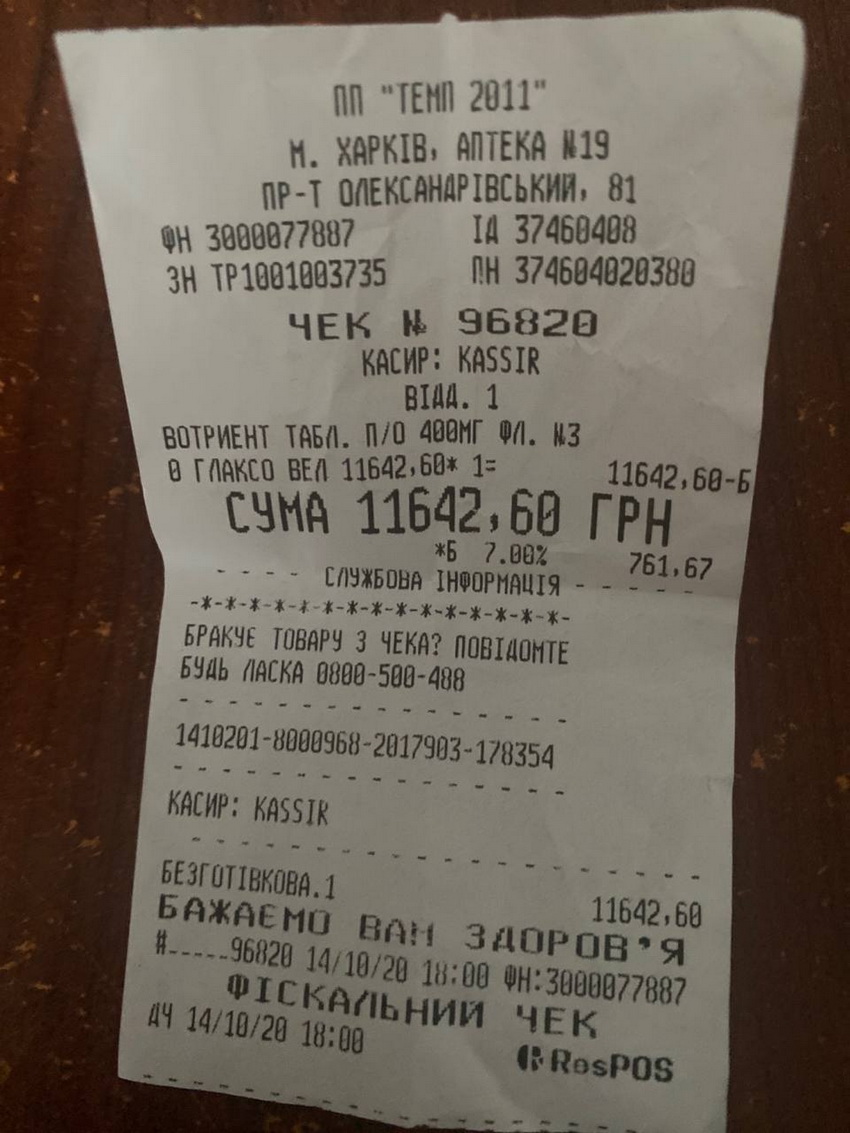 ПП "ТЕМП 2011"
М. ХАРКІВ, АПТЕКА №19
ПР-Т ОЛЕКСАНДРІВСЬКИЙ, 81
ФН 3000077887 ІД 37460408
ЗН ТР1001003735 ПН 374604020380
ЧЕК № 96820
КАСИР: KASSIR
ВІДД. 1
ВОТРИЕНТ ТАБЛ. П/О 400МГ ФЛ. №3
0 ГЛАКСО ВЕЛ 11642,60* 1= 11642,60-Б
СУМА 11642,60 ГРН
*Б 7.00% 761,67
- - - - СЛУЖБОВА ІНФОРМАЦІЯ - - - - -
-*-*-*-*-*-*-*-*-*-*-*-*-*-*-*-
БРАКУЄ ТОВАРУ З ЧЕКА? ПОВІДОМТЕ
БУДЬ ЛАСКА 0800-500-488
- - - - - - - - - - - - - - - -
1410201-8000968-2017903-178354
- - - - - - - - - - - - - - - -
КАСИР: KASSIR
- - - - - - - - - - - - - - - - - - - -
БЕЗГОТІВКОВА.1 11642,60
БАЖАЄМО ВАМ ЗДОРОВ'Я
#.....96820 14/10/20 18:00 ФН:3000077887
ФІСКАЛЬНИЙ ЧЕК
ДЧ 14/10/20 18:00
ResPOS